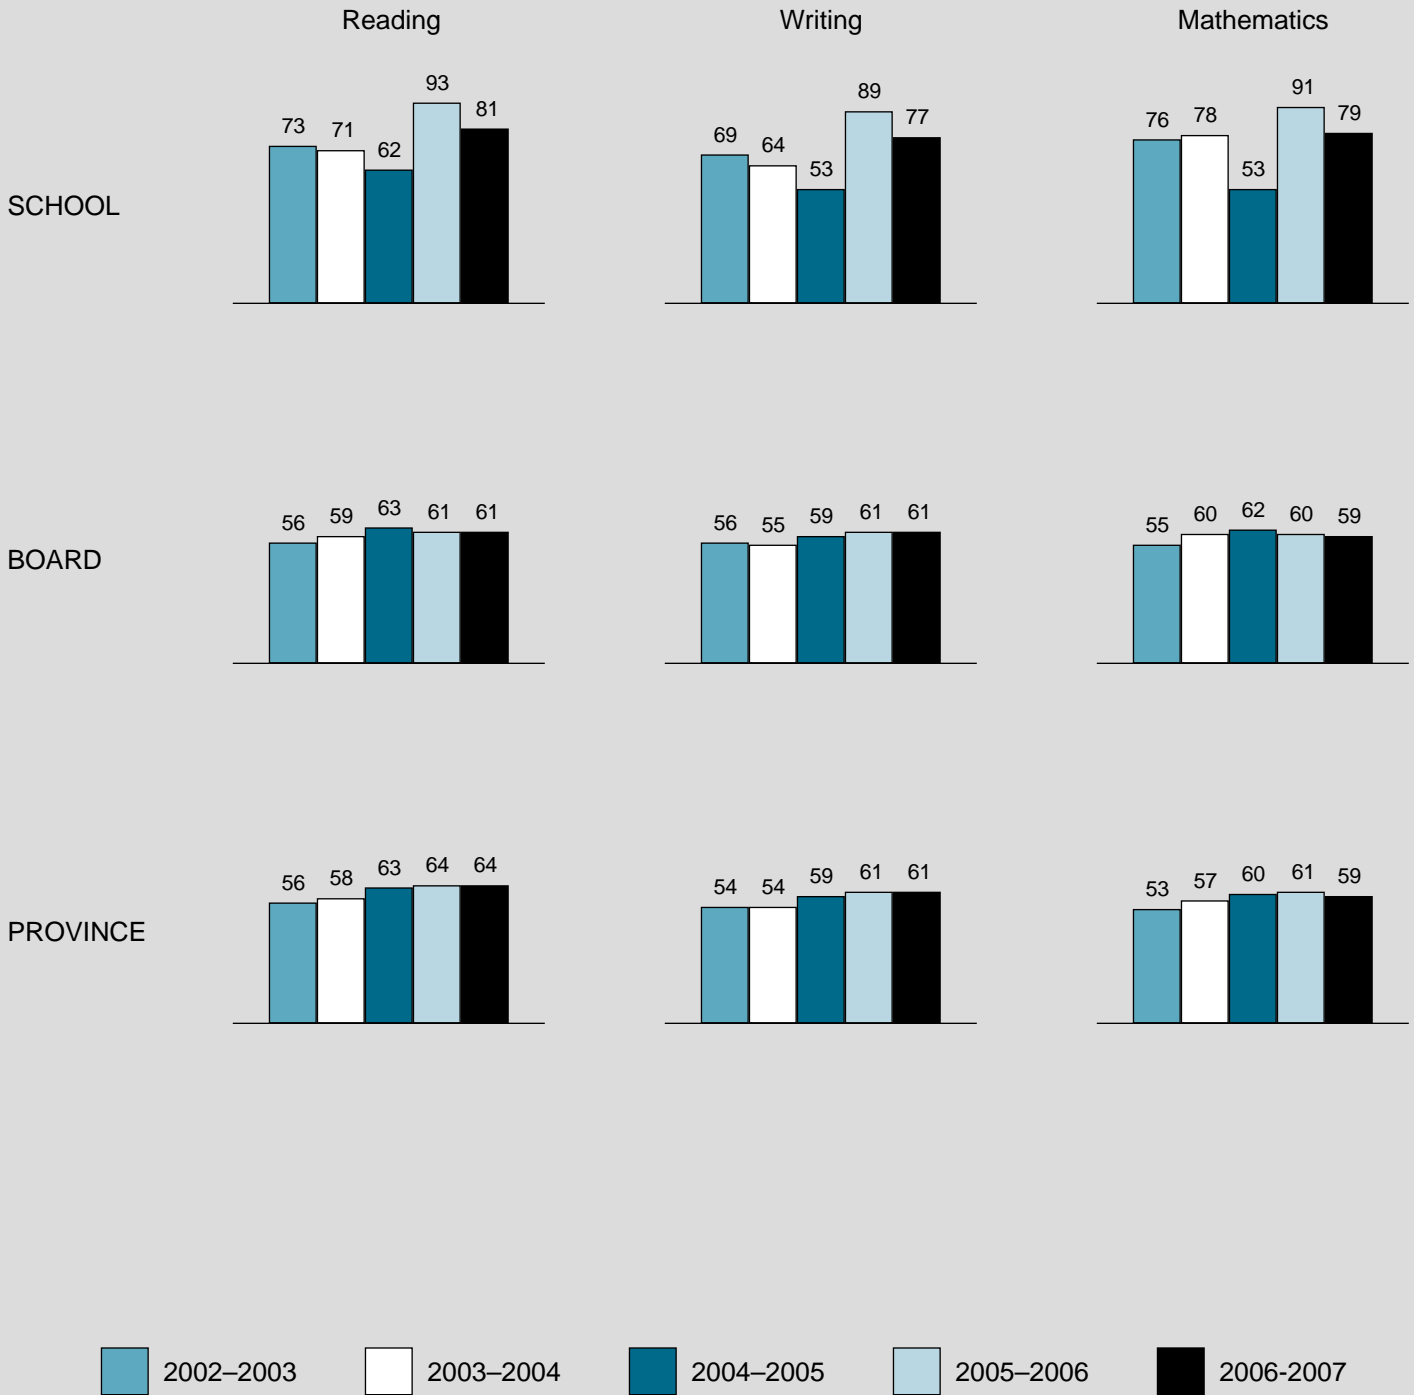 Reading Writing Mathematics
SCHOOL
73 71 62 93 81
69 64 53 89 77
76 78 53 91 79
BOARD
56 59 63 61 61
56 55 59 61 61
55 60 62 60 59
PROVINCE
56 58 63 64 64
54 54 59 61 61
53 57 60 61 59
2002–2003 2003–2004 2004–2005 2005–2006 2006-2007